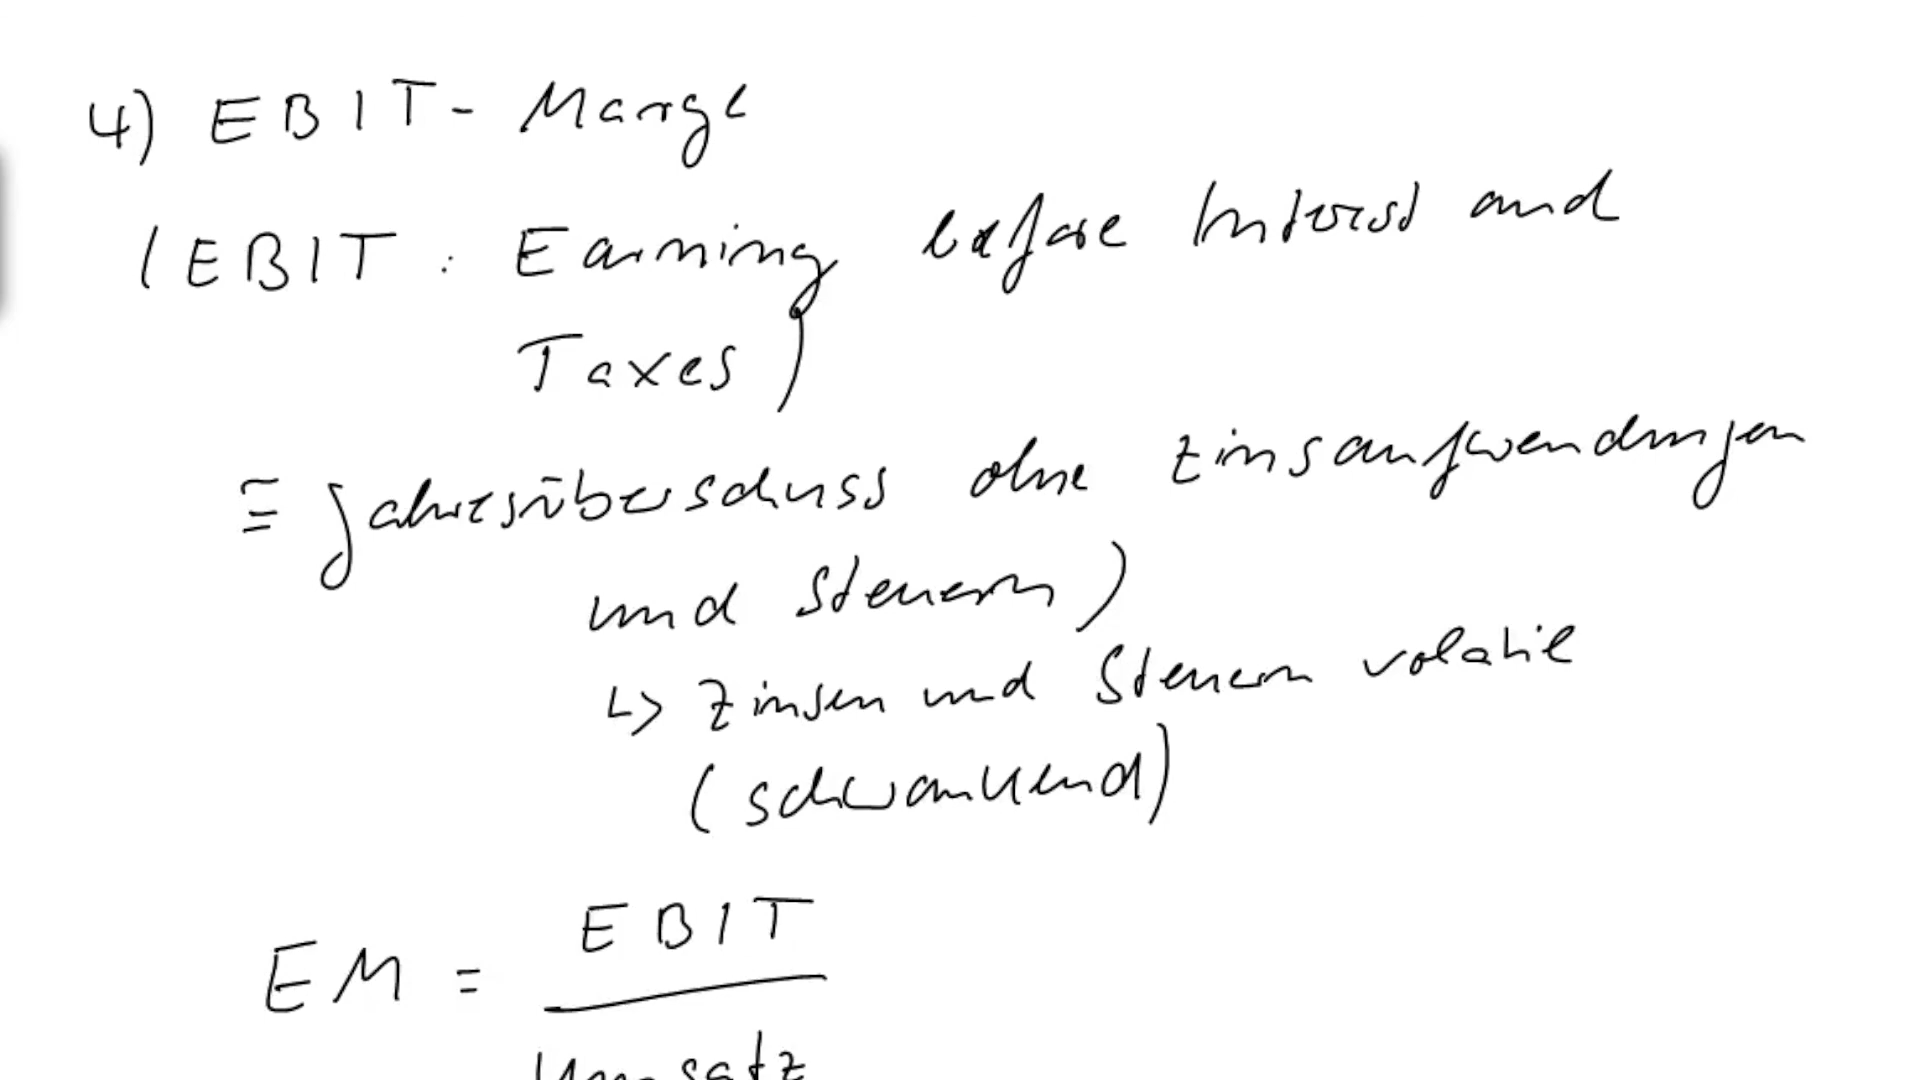 4) EBIT-Marge
(EBIT: Earning before Interest and
Taxes)
≡ Jahresüberschuss ohne Zinsaufwendungen
und Steuern)
↳ Zinsen und Steuern volatil
(schwankend)
EM = EBIT
Umsatz